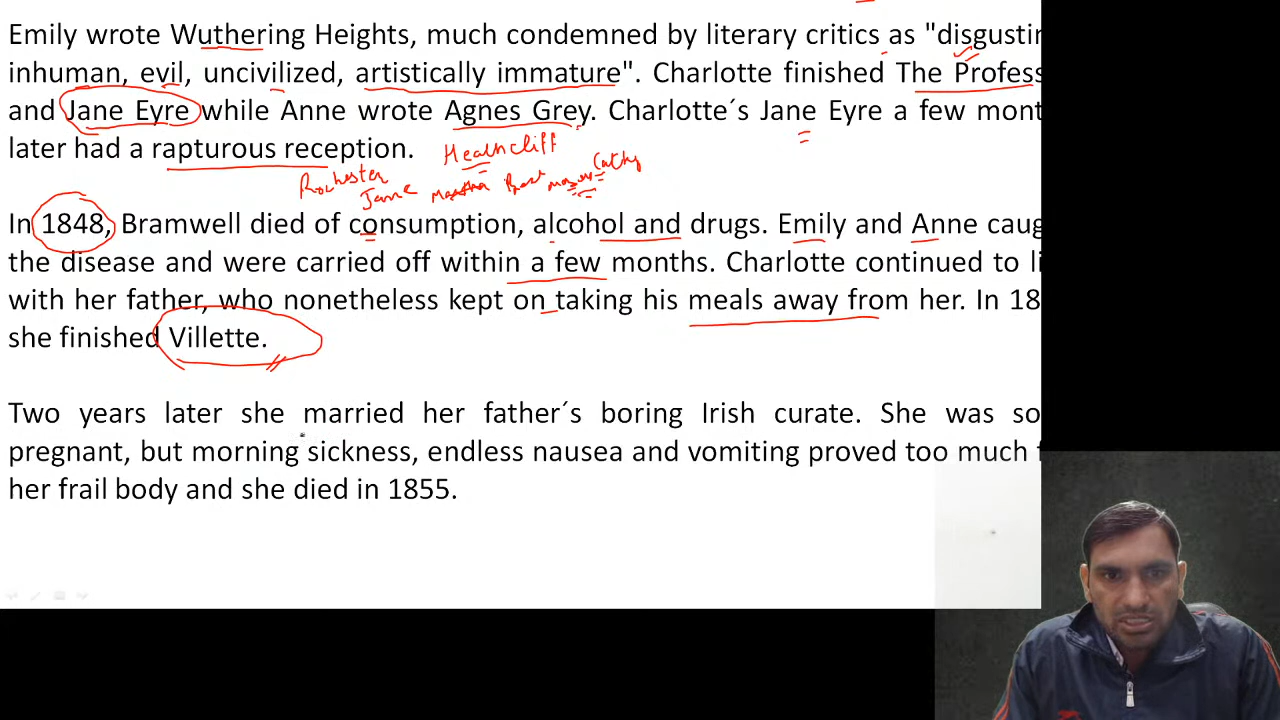 Emily wrote Wuthering Heights, much condemned by literary critics as "disgustin
inhuman, evil, uncivilized, artistically immature". Charlotte finished The Profess
and Jane Eyre while Anne wrote Agnes Grey. Charlotte´s Jane Eyre a few mont
later had a rapturous reception.
Heathcliff
Rochester
Jane
Cathy
In 1848, Bramwell died of consumption, alcohol and drugs. Emily and Anne caug
the disease and were carried off within a few months. Charlotte continued to li
with her father, who nonetheless kept on taking his meals away from her. In 18
she finished Villette.
Two years later she married her father´s boring Irish curate. She was so
pregnant, but morning sickness, endless nausea and vomiting proved too much f
her frail body and she died in 1855.